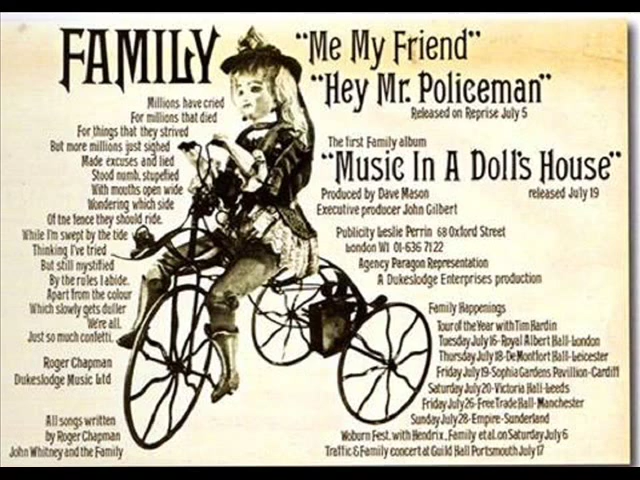 FAMILY
"Me My Friend"
"Hey Mr. Policeman"
Released on Reprise July 5
Millions have cried
For millions that died
For things that they strived
But more millions just sighed
Made excuses and lied
Stood numb, stupefied
With mouths open wide
Wondering which side
Of the fence they should ride.
While I'm swept by the tide
Thinking I've tried
But still mystified
By the rules I abide.
Apart from the colour
Which slowly gets duller
We're all.
Just so much confetti.
Roger Chapman
Dukeslodge Music Ltd
All songs written
by Roger Chapman
John Whitney and the Family
The first Family album
"Music In A Doll's House"
Produced by Dave Mason
released July 19
Executive producer John Gilbert
Publicity Leslie Perrin 68 Oxford Street
London W1 01-636 7122
Agency Paragon Representation
A Dukeslodge Enterprises production
Family Happenings
Tour of the Year with Tim Hardin
Tuesday July 16-Royal Albert Hall-London
Thursday July 18-De Montfort Hall-Leicester
Friday July 19-Sophia Gardens Pavillion-Cardiff
Saturday July 20-Victoria Hall-Leeds
Friday July 26-Free Trade Hall-Manchester
Sunday July 28-Empire-Sunderland
Woburn Fest. with Hendrix, Family et al. on Saturday July 6
Traffic & Family concert at Guild Hall Portsmouth July 17